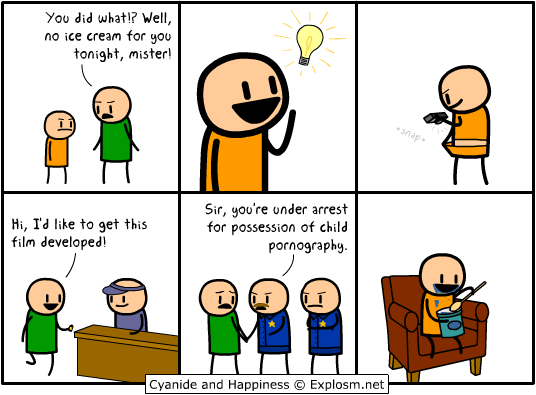 You did what!? Well,
no ice cream for you
tonight, mister!
*snap*
Hi, I'd like to get this
film developed!
Sir, you're under arrest
for possession of child
pornography.
Cyanide and Happiness © Explosm.net